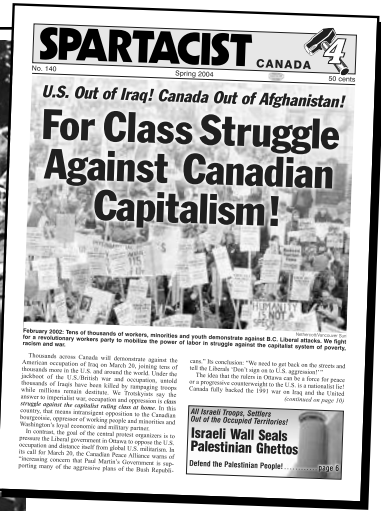 SPARTACIST
CANADA
4
No. 140
Spring 2004
50 cents
U.S. Out of Iraq! Canada Out of Afghanistan!
For Class Struggle
Against Canadian
Capitalism!
HUMANITY
February 2002: Tens of thousands of workers, minorities and youth demonstrate against B.C. Liberal attacks. We fight
for a revolutionary workers party to mobilize the power of labor in struggle against the capitalist system of poverty,
racism and war.
Thousands across Canada will demonstrate against the
American occupation of Iraq on March 20, joining tens of
thousands more in the U.S. and around the world. Under the
jackboot of the U.S./British war and occupation, untold
thousands of Iraqis have been killed by rampaging troops
while millions remain destitute. We Trotskyists say the
answer to imperialist war, occupation and oppression is class
struggle against the capitalist ruling class at home. In this
country, that means intransigent opposition to the Canadian
bourgeoisie, oppressor of working people and minorities and
Washington's loyal economic and military partner.
In contrast, the goal of the central protest organizers is to
pressure the Liberal government in Ottawa to oppose the U.S.
occupation and distance itself from global U.S. militarism. In
its call for March 20, the Canadian Peace Alliance warns of
"increasing concern that Paul Martin's Government is sup-
porting many of the aggressive plans of the Bush Republi-
cans." Its conclusion: "We need to get back on the streets and
tell the Liberals 'Don't sign on to U.S. aggression!'"
The idea that the rulers in Ottawa can be a force for peace
or a progressive counterweight to the U.S. is a nationalist lie!
Canada fully backed the 1991 war on Iraq and the United
(continued on page 10)
All Israeli Troops, Settlers
Out of the Occupied Territories!
Israeli Wall Seals
Palestinian Ghettos
Defend the Palestinian People! . . . . . . . . . page 6